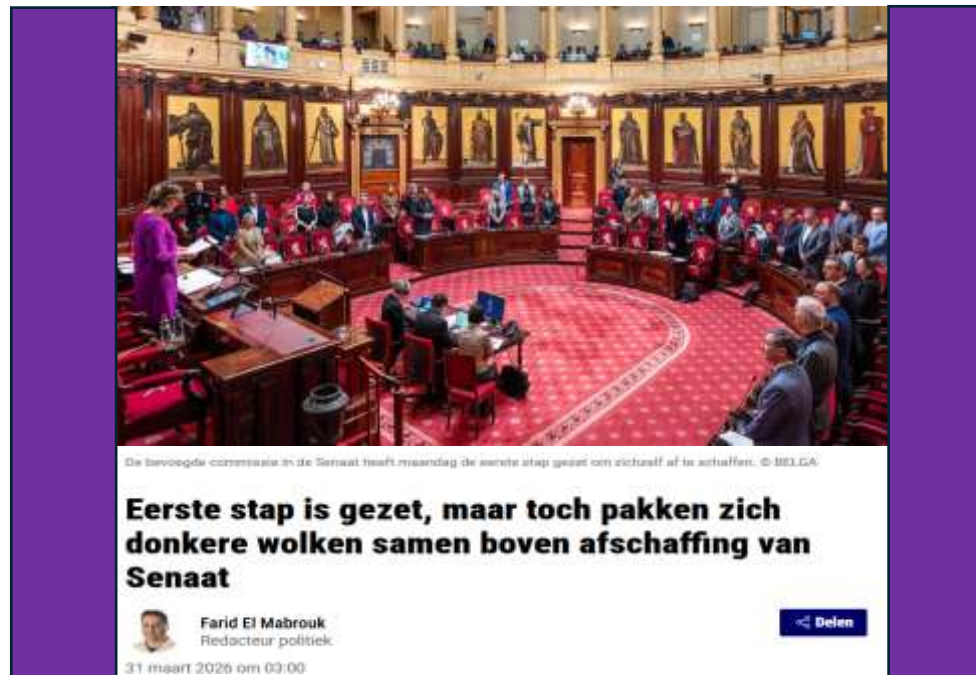 De bevoegde commissie in de Senaat heeft maandag de eerste stap gezet om zichzelf af te schaffen. © BELGA
Eerste stap is gezet, maar toch pakken zich
donkere wolken samen boven afschaffing van
Senaat
Farid El Mabrouk
Redacteur politiek
Delen
31 maart 2026 om 03:00